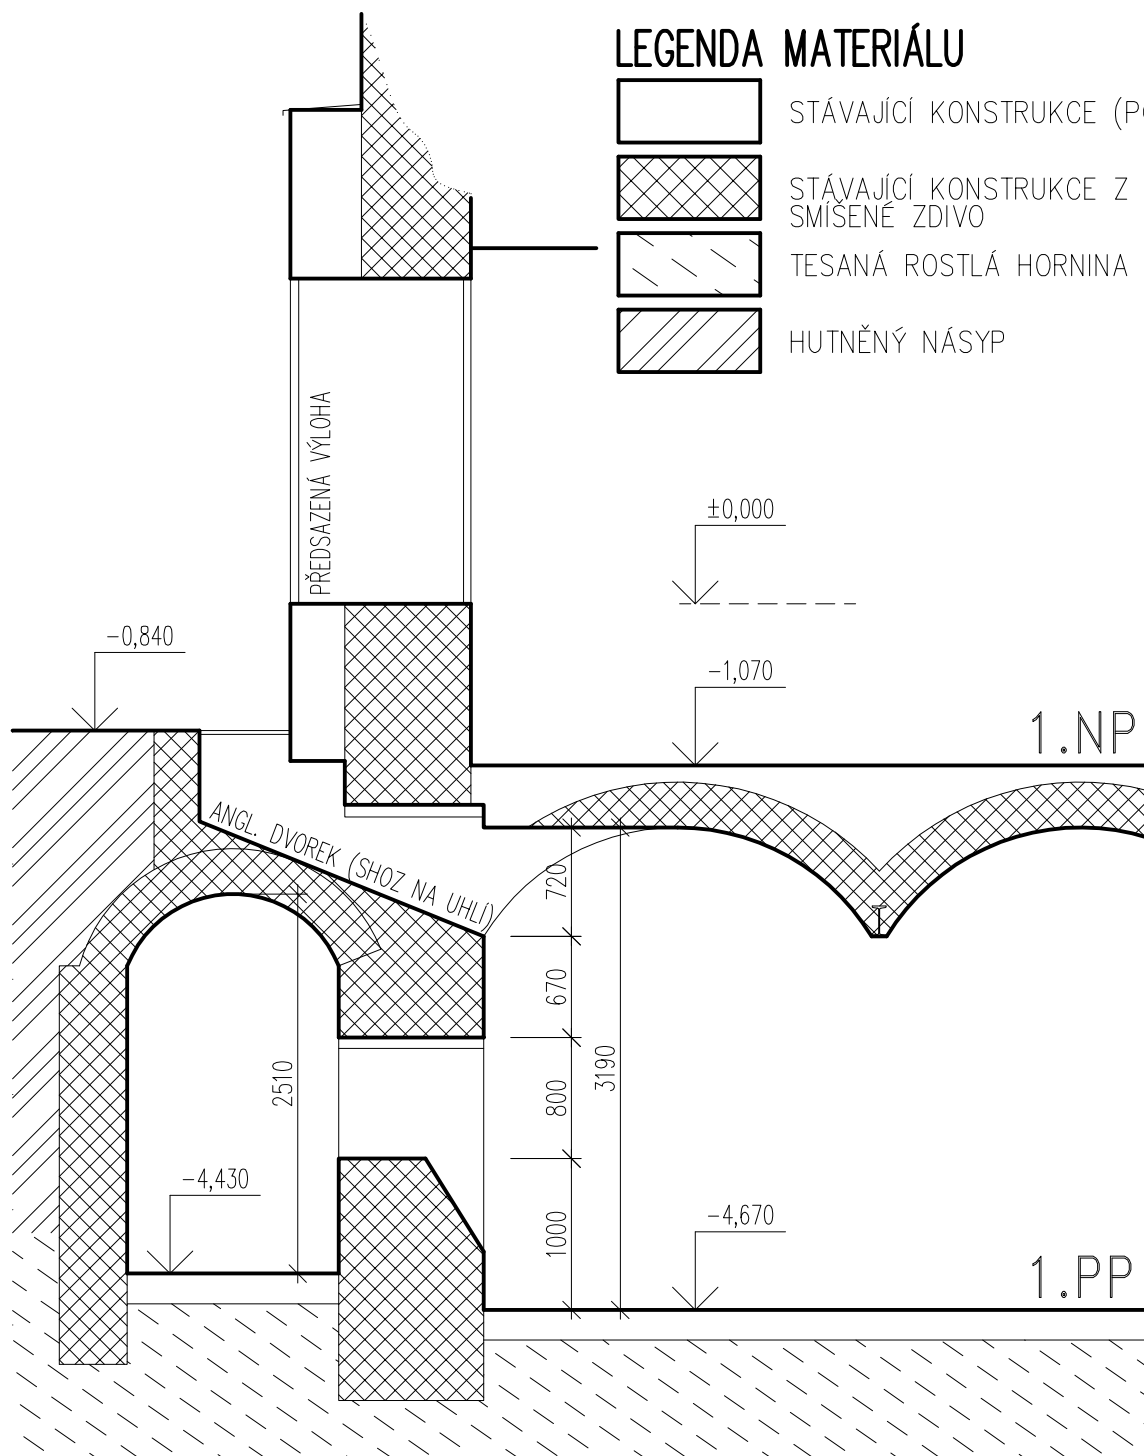 LEGENDA MATERIÁLU
STÁVAJÍCÍ KONSTRUKCE
STÁVAJÍCÍ KONSTRUKCE Z
SMÍŠENÉ ZDIVO
TESANÁ ROSTLÁ HORNINA
HUTNĚNÝ NÁSYP
PŘEDSAZENÁ VÝLOHA
±0,000
-0,840
-1,070
1.NP
ANGL. DVOREK (SHOZ NA UHLÍ)
720
670
800
1000
3190
2510
-4,430
-4,670
1.PP